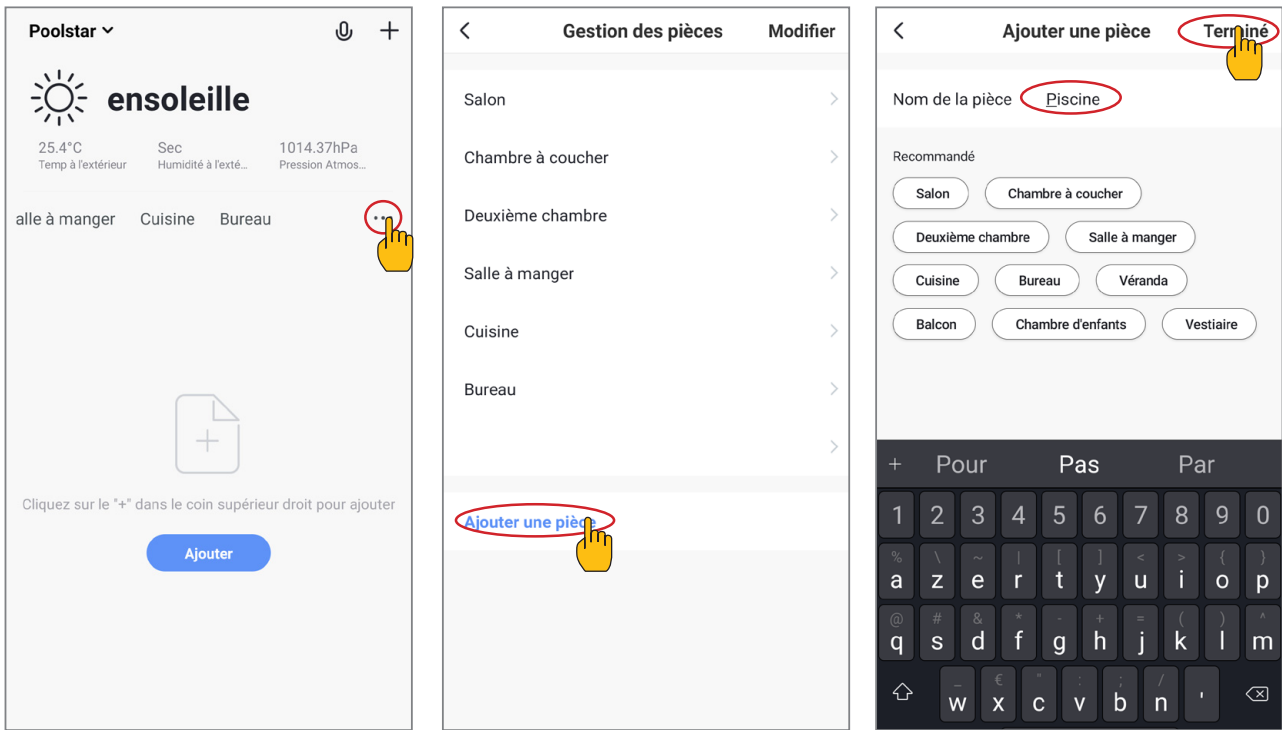 Poolstar
ensoleille
25.4°C Sec 1014.37hPa
Temp à l'extérieur Humidité à l'exté... Pression Atmos...
alle à manger Cuisine Bureau ...
Cliquez sur le "+" dans le coin supérieur droit pour ajouter
Ajouter
Gestion des pièces Modifier
Salon
Chambre à coucher
Deuxième chambre
Salle à manger
Cuisine
Bureau
Ajouter une pièce
Ajouter une pièce Terminé
Nom de la pièce Piscine
Recommandé
Salon Chambre à coucher
Deuxième chambre Salle à manger
Cuisine Bureau Véranda
Balcon Chambre d'enfants Vestiaire
+ Pour Pas Par
1 2 3 4 5 6 7 8 9 0
% \ ~ | [ ] < > { }
a z e r t y u i o p
@ # & * - + = ( ) ^
q s d f g h j k l m
_ € " : ; /
w x c v b n '